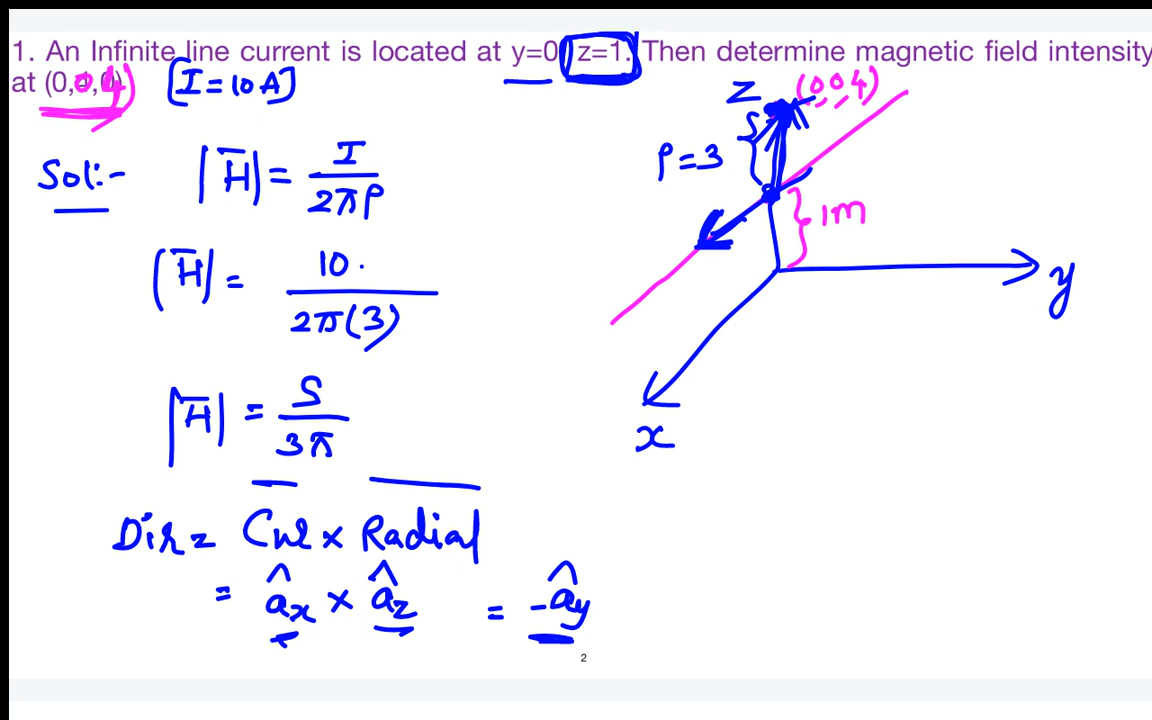 1. An Infinite line current is located at y=0, z=1. Then determine magnetic field intensity
at (0,0,4) [I = 10 A]
Z (0,0,4)
Sol:- |H̄| = I / 2πρ
ρ = 3
1m
|H̄| = 10 / 2π(3)
y
|H̄| = 5 / 3π
x
Dir = Cur × Radial
= âx × âz = -ây
2